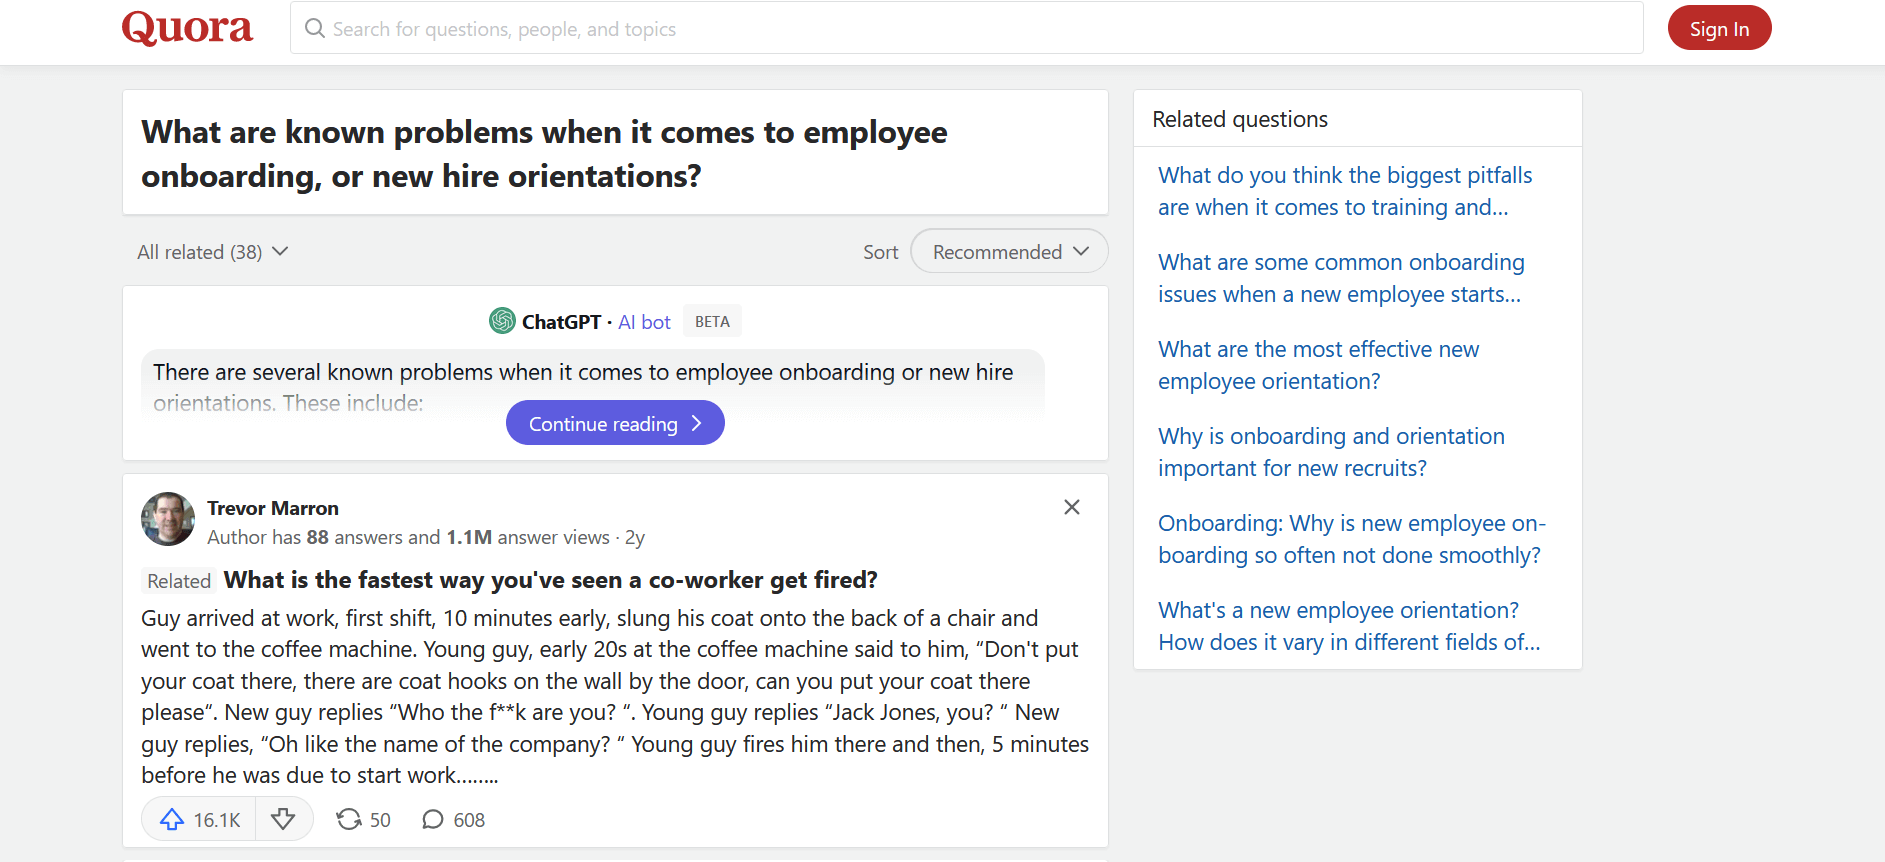 Quora
Search for questions, people, and topics
Sign In
What are known problems when it comes to employee
onboarding, or new hire orientations?
All related (38)
Sort
Recommended
ChatGPT · AI bot BETA
There are several known problems when it comes to employee onboarding or new hire
orientations. These include:
Continue reading
Trevor Marron
Author has 88 answers and 1.1M answer views · 2y
Related What is the fastest way you've seen a co-worker get fired?
Guy arrived at work, first shift, 10 minutes early, slung his coat onto the back of a chair and
went to the coffee machine. Young guy, early 20s at the coffee machine said to him, “Don't put
your coat there, there are coat hooks on the wall by the door, can you put your coat there
please“. New guy replies “Who the f**k are you? “. Young guy replies “Jack Jones, you? “ New
guy replies, “Oh like the name of the company? “ Young guy fires him there and then, 5 minutes
before he was due to start work........
16.1K
50
608
Related questions
What do you think the biggest pitfalls
are when it comes to training and...
What are some common onboarding
issues when a new employee starts...
What are the most effective new
employee orientation?
Why is onboarding and orientation
important for new recruits?
Onboarding: Why is new employee on-
boarding so often not done smoothly?
What's a new employee orientation?
How does it vary in different fields of...